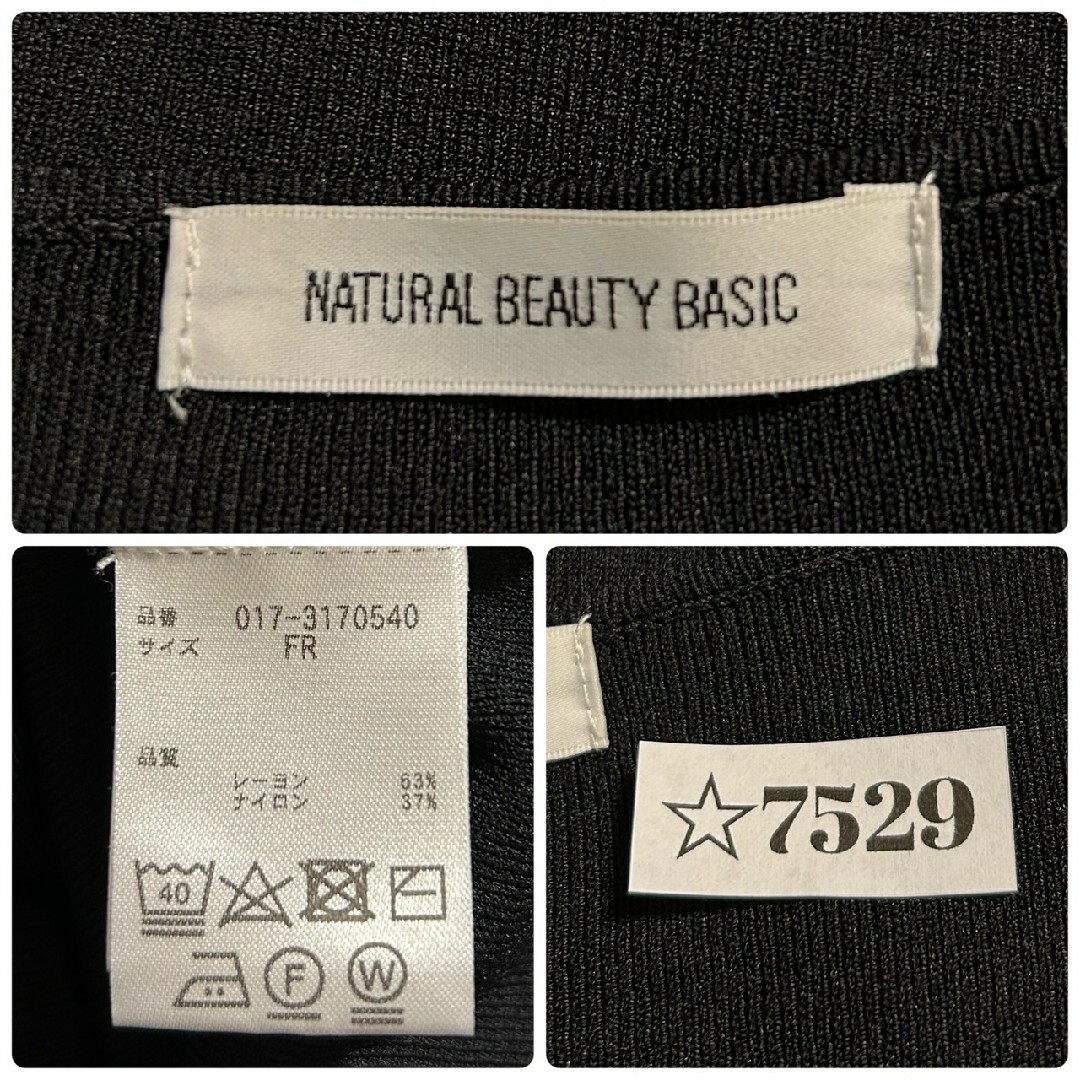 NATURAL BEAUTY BASIC
品番 017-3170540
サイズ FR
品質
レーヨン 63%
ナイロン 37%
40
F W
☆7529